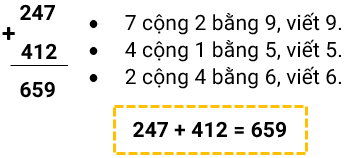 247
+
412
659
• 7 cộng 2 bằng 9, viết 9.
• 4 cộng 1 bằng 5, viết 5.
• 2 cộng 4 bằng 6, viết 6.
247 + 412 = 659